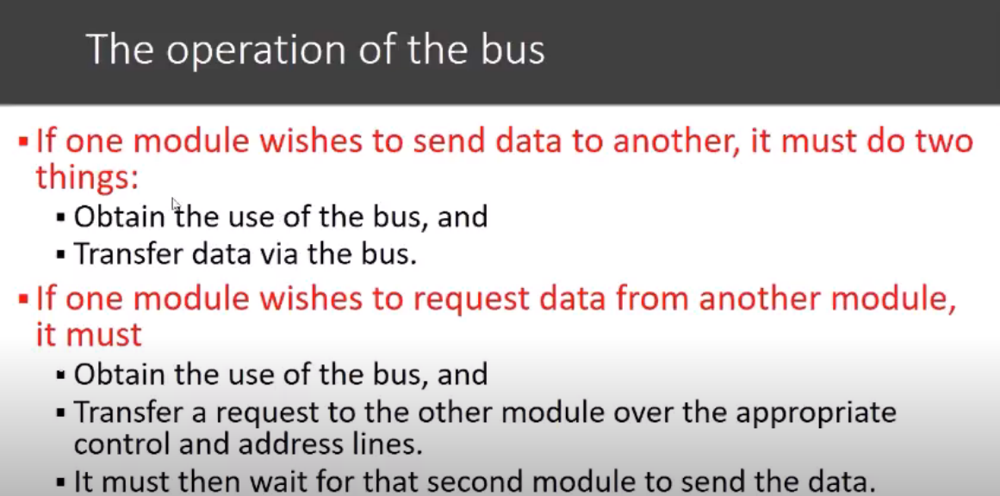 The operation of the bus
▪ If one module wishes to send data to another, it must do two
things:
▪ Obtain the use of the bus, and
▪ Transfer data via the bus.
▪ If one module wishes to request data from another module,
it must
▪ Obtain the use of the bus, and
▪ Transfer a request to the other module over the appropriate
control and address lines.
▪ It must then wait for that second module to send the data.